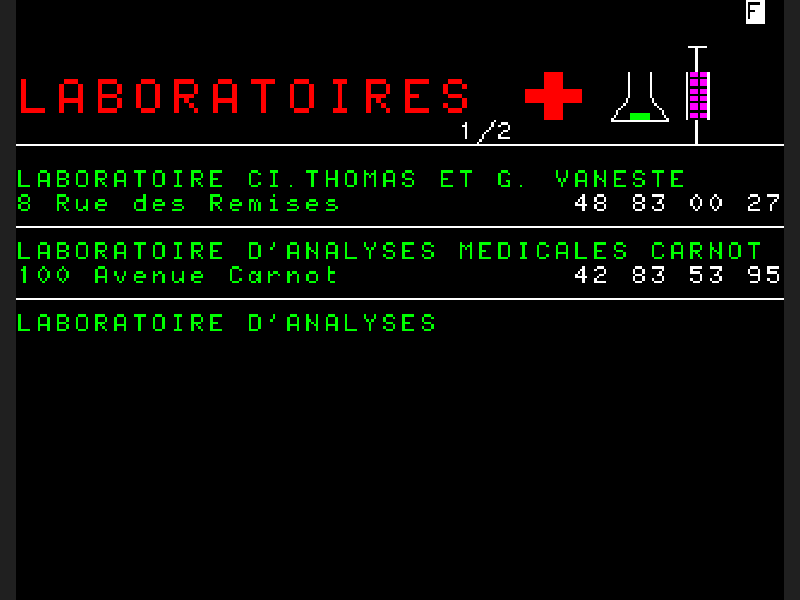 F
LABORATOIRES
1/2
LABORATOIRE CI.THOMAS ET G. VANESTE
8 Rue des Remises 48 83 00 27
LABORATOIRE D'ANALYSES MEDICALES CARNOT
100 Avenue Carnot 42 83 53 95
LABORATOIRE D'ANALYSES